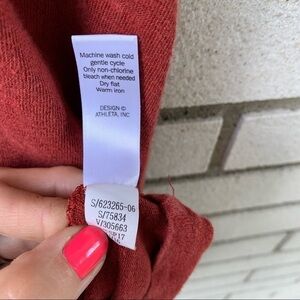 Machine wash cold
gentle cycle
Only non-chlorine
bleach when needed
Dry flat
Warm iron
DESIGN ©
ATHLETA, INC
S/623265-06
S/75834
V/305663